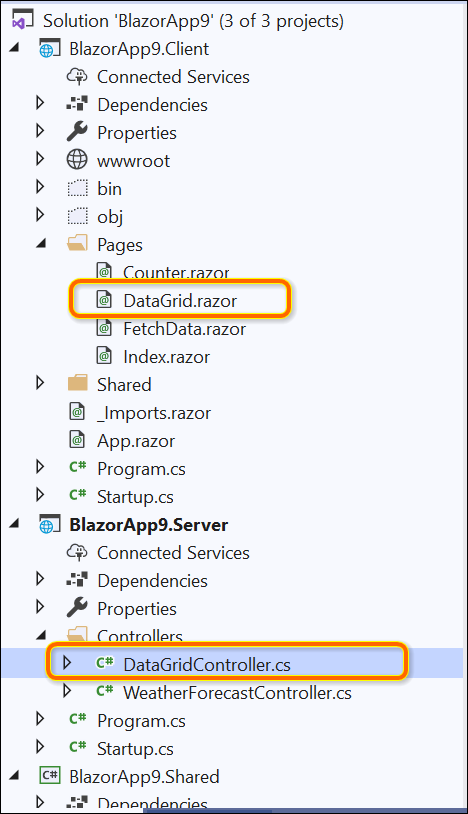 Solution 'BlazorApp9' (3 of 3 projects)
BlazorApp9.Client
Connected Services
Dependencies
Properties
wwwroot
bin
obj
Pages
@ Counter.razor
@ DataGrid.razor
@ FetchData.razor
@ Index.razor
Shared
@ _Imports.razor
@ App.razor
C# Program.cs
C# Startup.cs
BlazorApp9.Server
Connected Services
Dependencies
Properties
Controllers
C# DataGridController.cs
C# WeatherForecastController.cs
C# Program.cs
C# Startup.cs
C# BlazorApp9.Shared
Dependencies